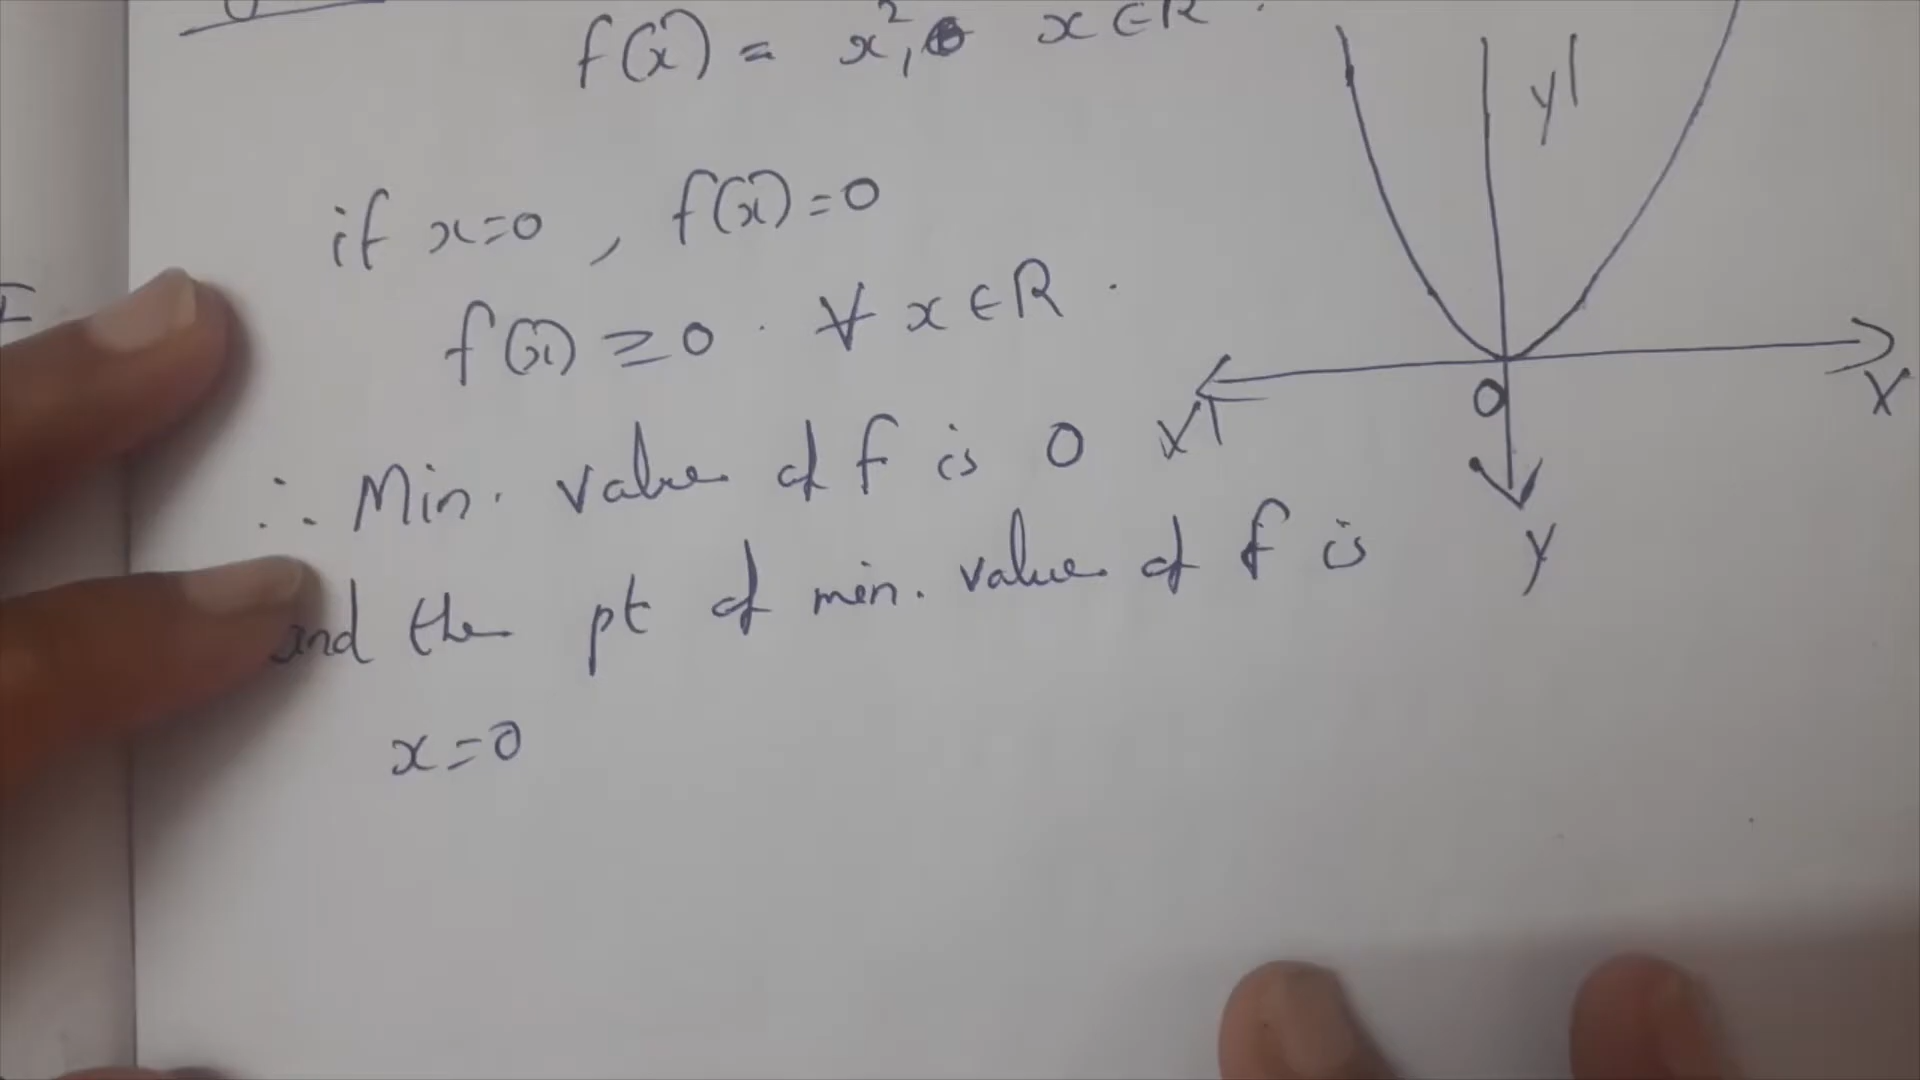 f(x) = x², x ∈ R.
y'
if x=0, f(x)=0
f(x) ≥ 0. ∀ x ∈ R.
X
O
X'
∴ Min. value of f is 0
and the pt of min. value of f is
y
x=0